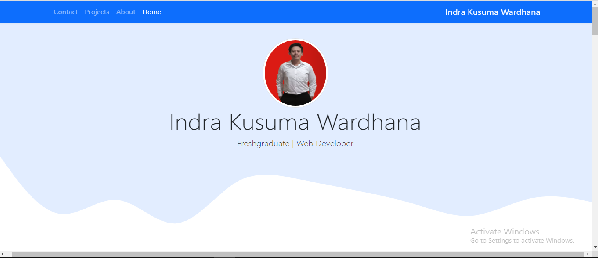 Contact Projects About Home Indra Kusuma Wardhana
Indra Kusuma Wardhana
Freshgraduate | Web Developer
Activate Windows
Go to Settings to activate Windows.